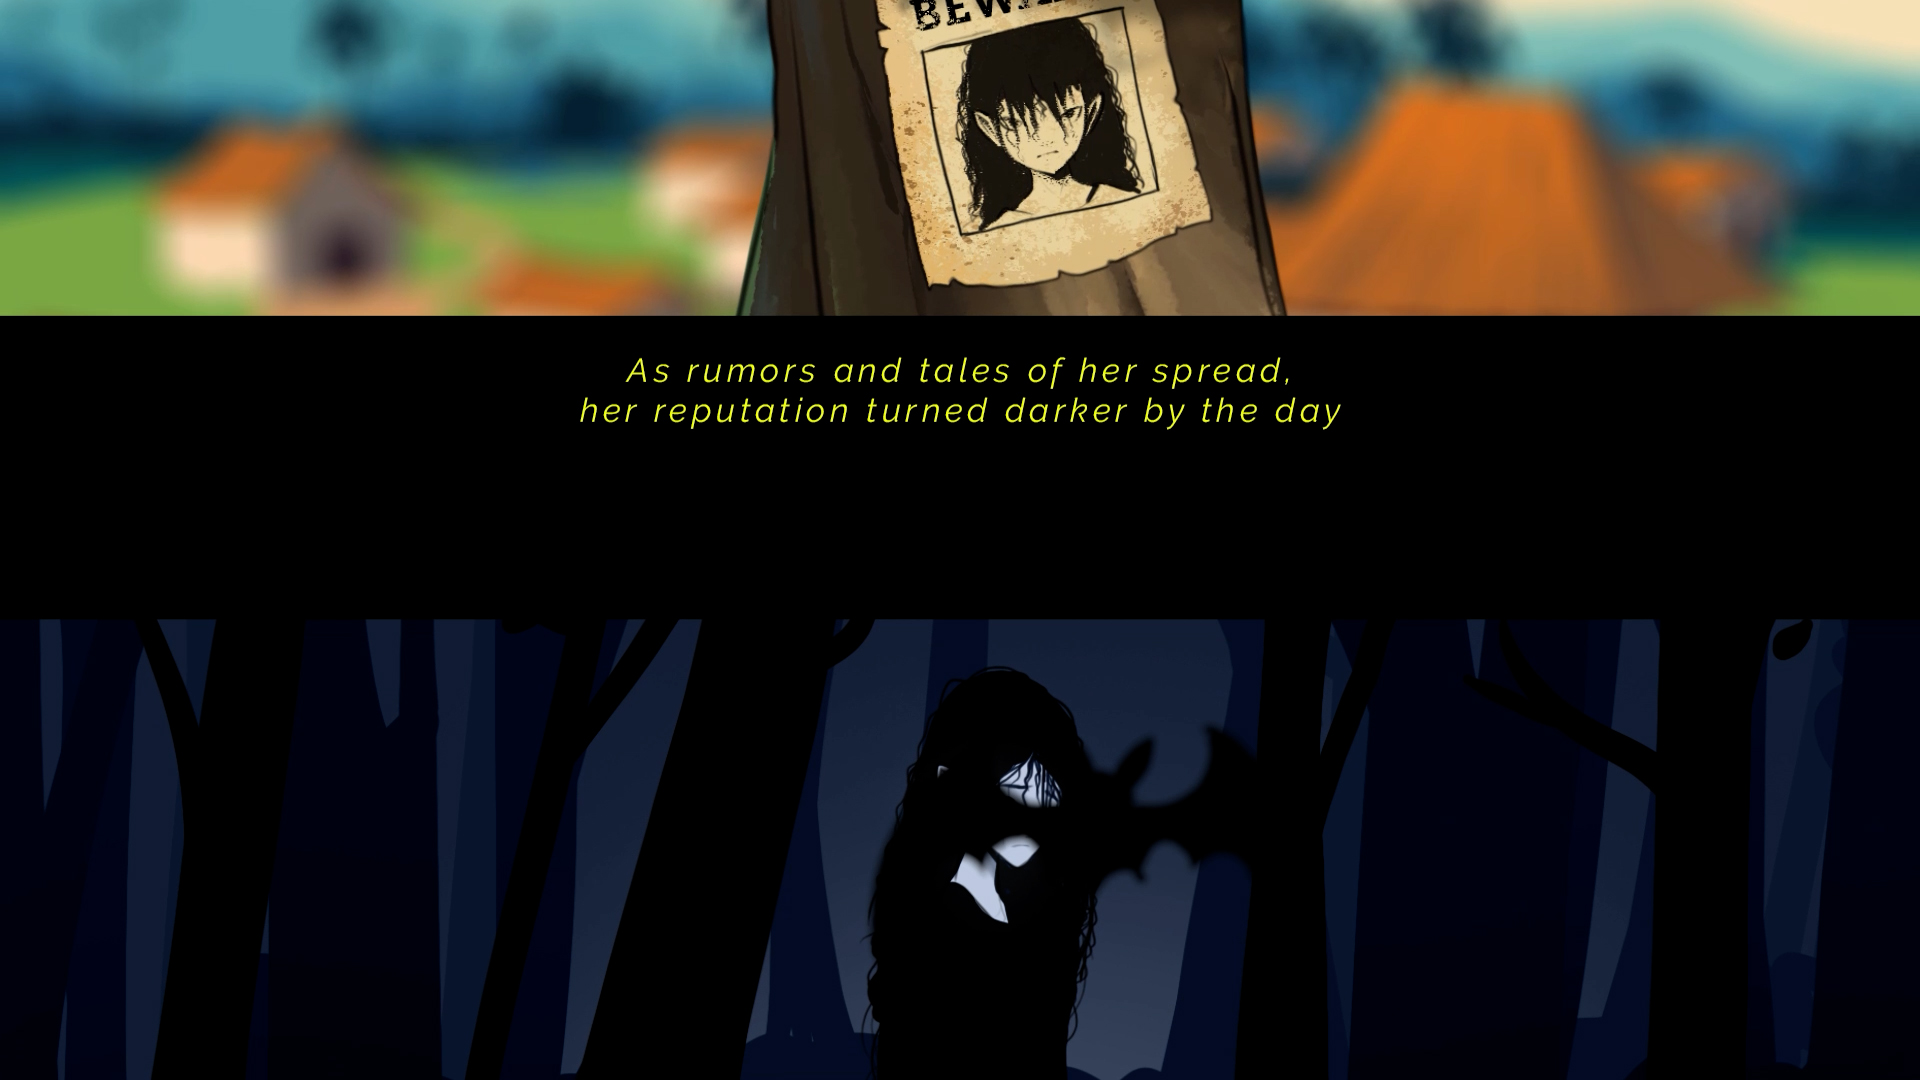 As rumors and tales of her spread,
her reputation turned darker by the day